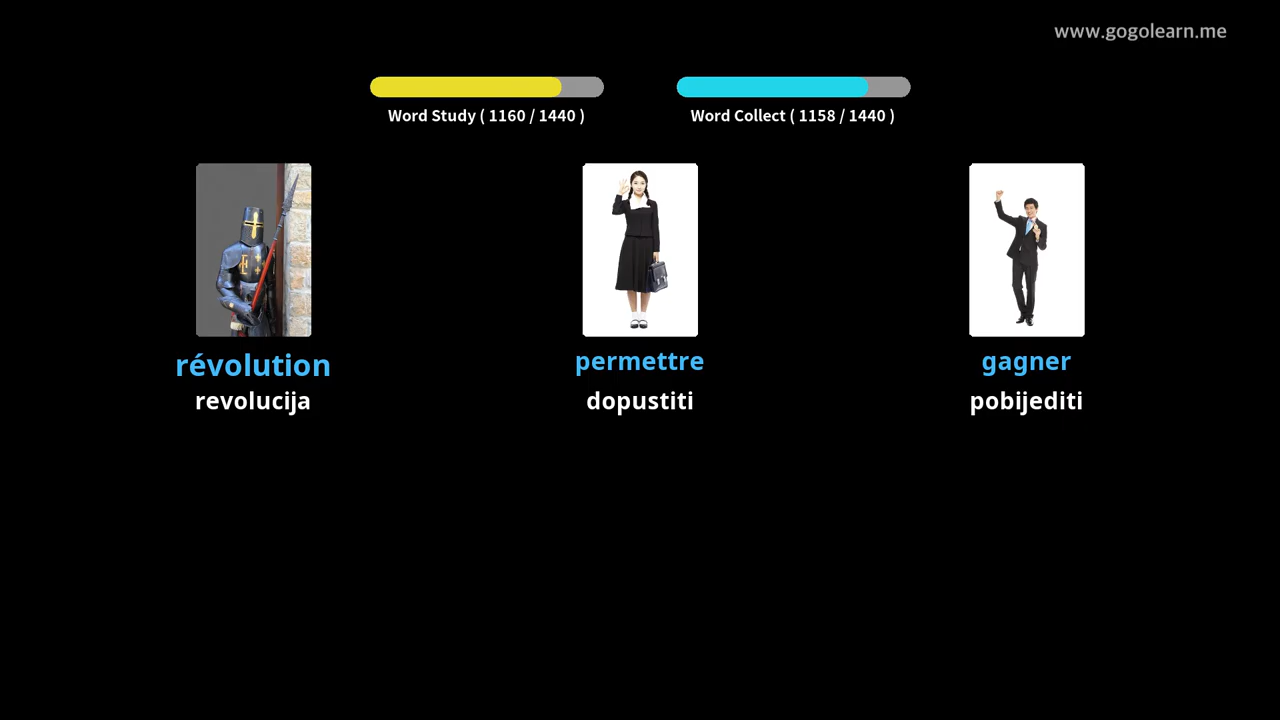 www.gogolearn.me
Word Study ( 1160 / 1440 )
Word Collect ( 1158 / 1440 )
révolution
permettre
gagner
revolucija
dopustiti
pobijediti